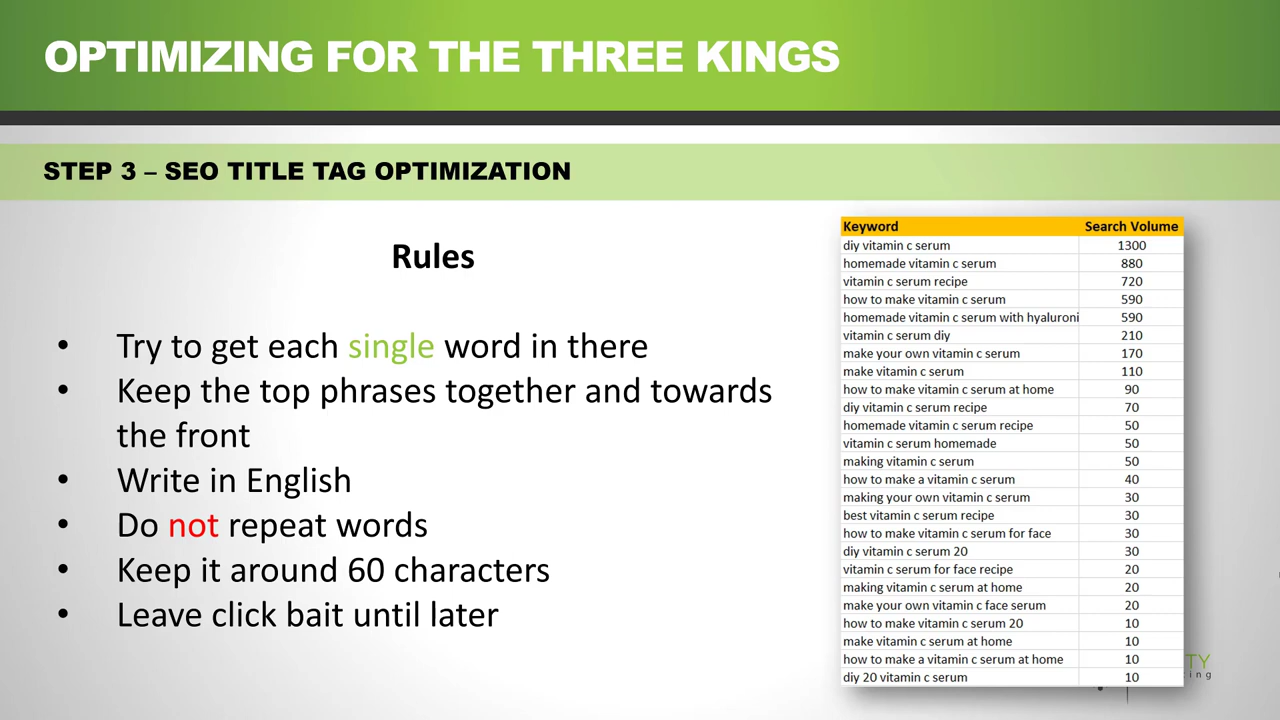 OPTIMIZING FOR THE THREE KINGS
STEP 3 – SEO TITLE TAG OPTIMIZATION
Rules
• Try to get each single word in there
• Keep the top phrases together and towards
the front
• Write in English
• Do not repeat words
• Keep it around 60 characters
• Leave click bait until later
Keyword Search Volume
diy vitamin c serum 1300
homemade vitamin c serum 880
vitamin c serum recipe 720
how to make vitamin c serum 590
homemade vitamin c serum with hyaluroni 590
vitamin c serum diy 210
make your own vitamin c serum 170
make vitamin c serum 110
how to make vitamin c serum at home 90
diy vitamin c serum recipe 70
homemade vitamin c serum recipe 50
vitamin c serum homemade 50
making vitamin c serum 50
how to make a vitamin c serum 40
making your own vitamin c serum 30
best vitamin c serum recipe 30
how to make vitamin c serum for face 30
diy vitamin c serum 20 30
vitamin c serum for face recipe 20
making vitamin c serum at home 20
make your own vitamin c face serum 20
how to make vitamin c serum 20 10
make vitamin c serum at home 10
how to make a vitamin c serum at home 10
diy 20 vitamin c serum 10
TY
ing